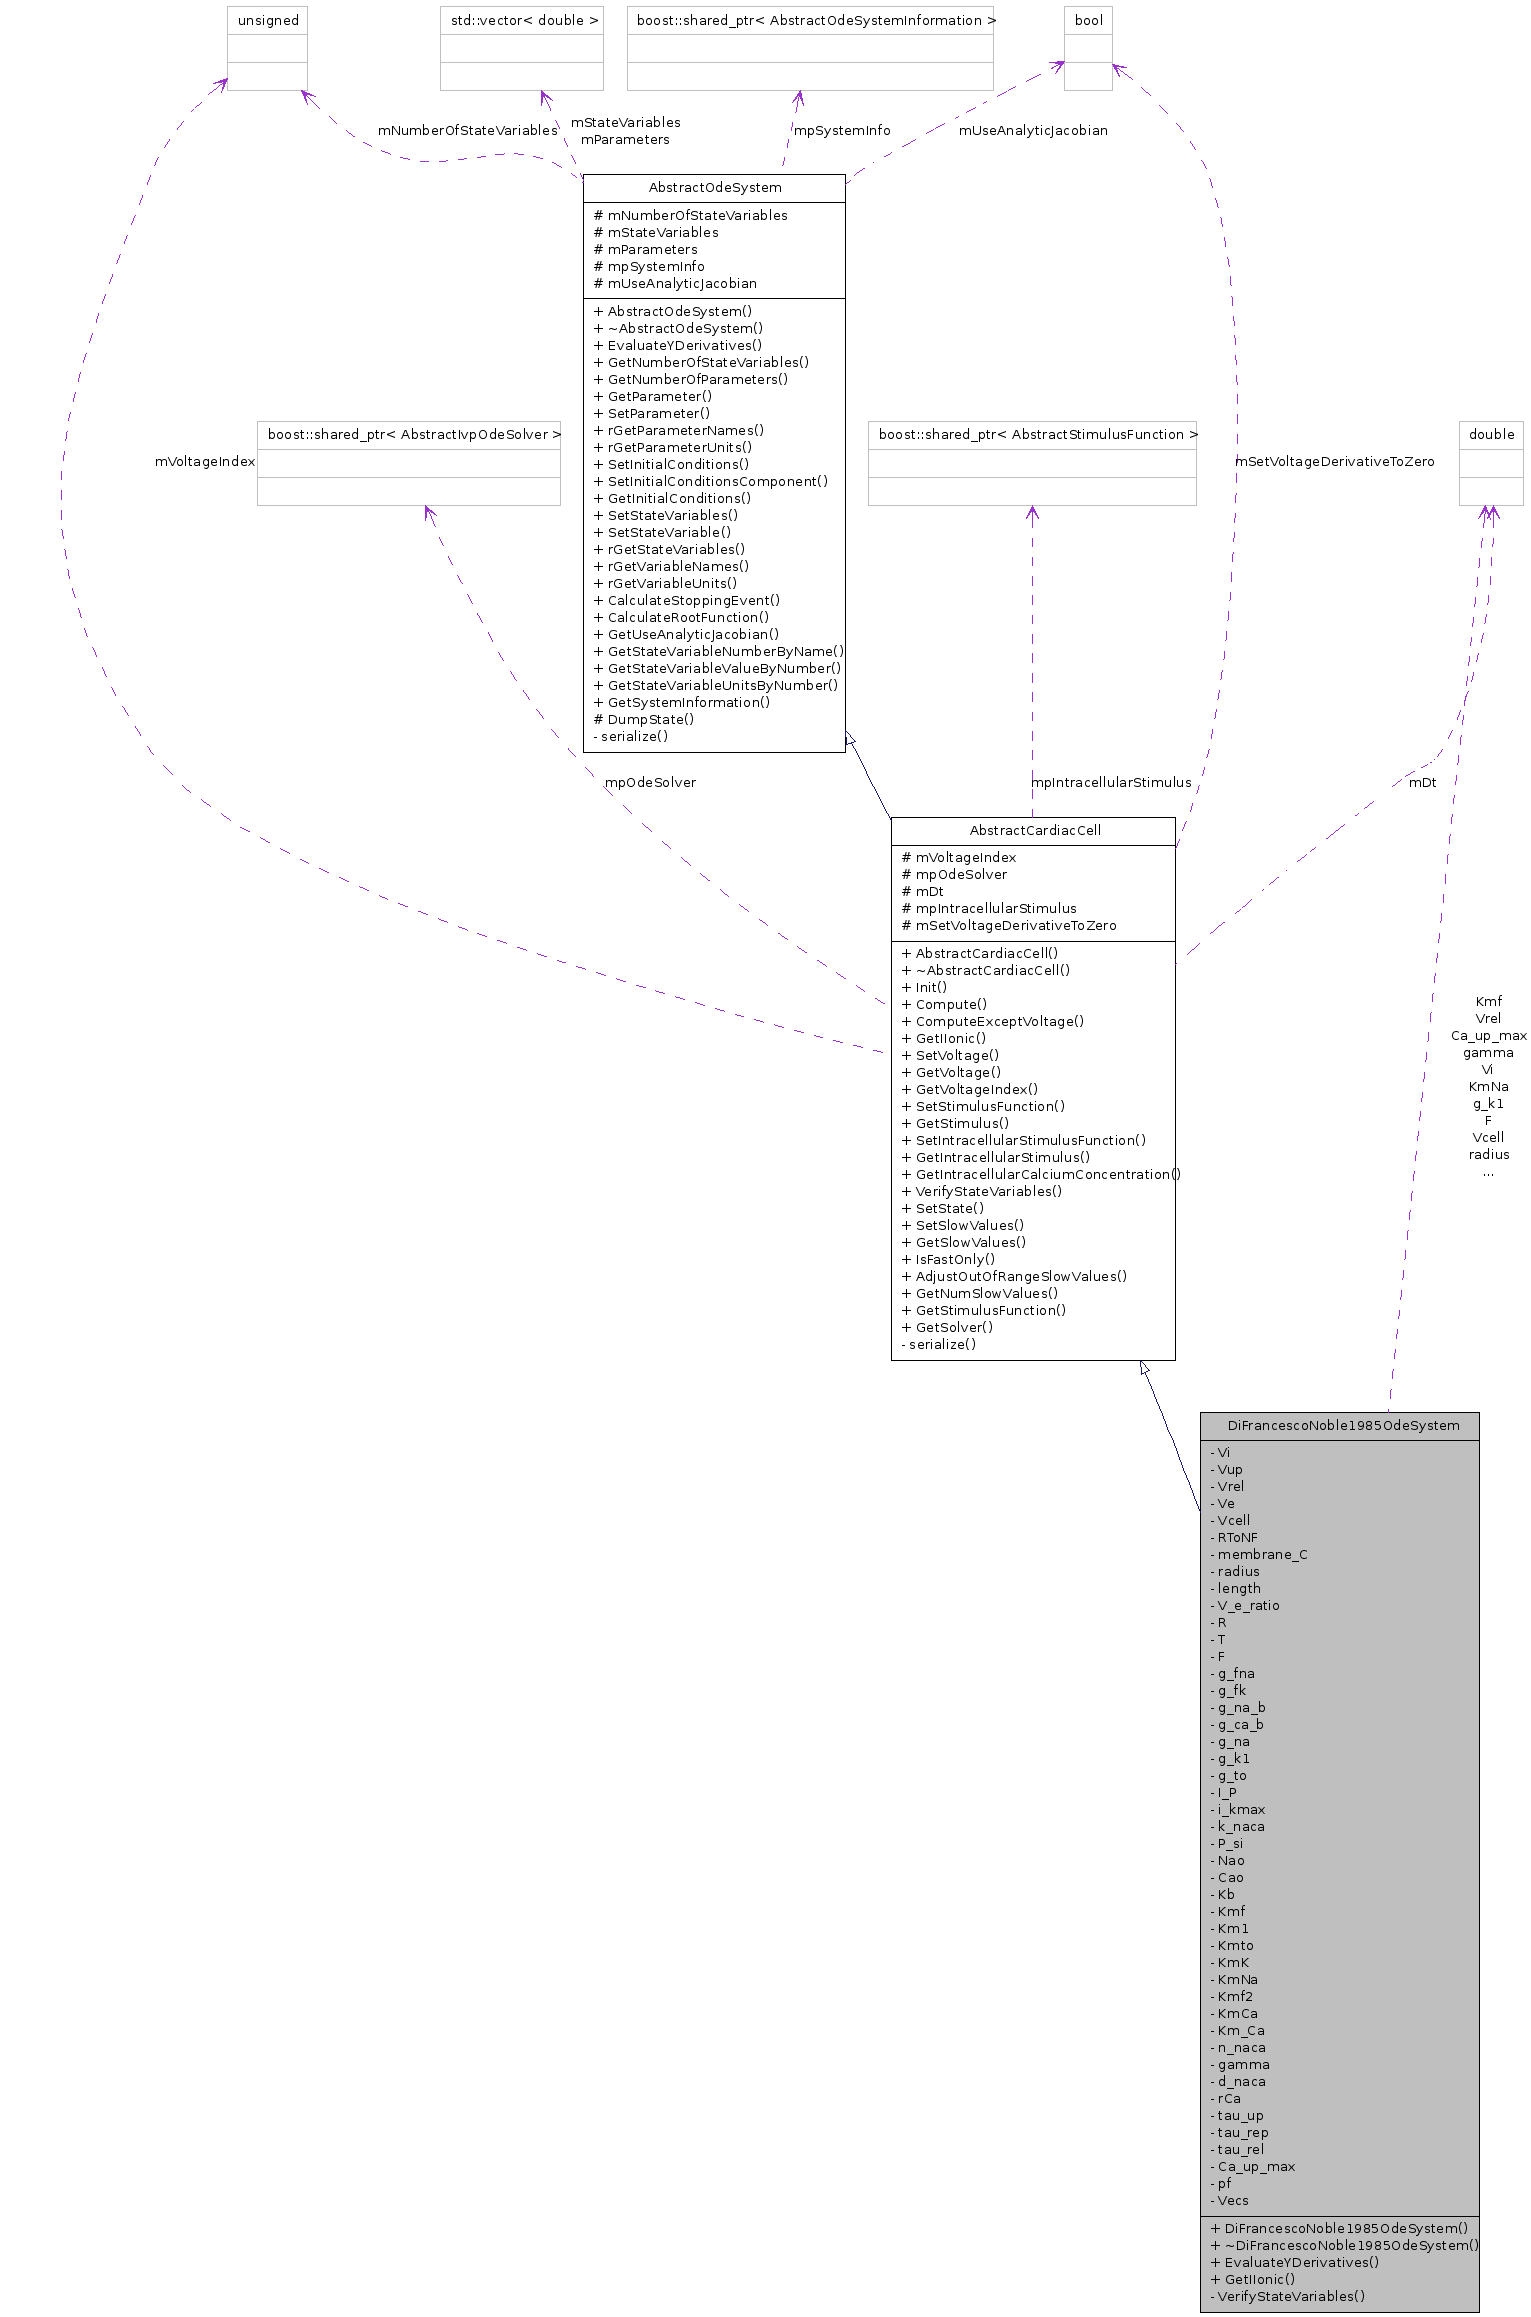 unsigned
std::vector< double >
boost::shared_ptr< AbstractOdeSystemInformation >
bool
mNumberOfStateVariables
mStateVariables
mParameters
mpSystemInfo
mUseAnalyticJacobian
AbstractOdeSystem
# mNumberOfStateVariables
# mStateVariables
# mParameters
# mpSystemInfo
# mUseAnalyticJacobian
+ AbstractOdeSystem()
+ ~AbstractOdeSystem()
+ EvaluateYDerivatives()
+ GetNumberOfStateVariables()
+ GetNumberOfParameters()
+ GetParameter()
+ SetParameter()
+ rGetParameterNames()
+ rGetParameterUnits()
+ SetInitialConditions()
+ SetInitialConditionsComponent()
+ GetInitialConditions()
+ SetStateVariables()
+ SetStateVariable()
+ rGetStateVariables()
+ rGetVariableNames()
+ rGetVariableUnits()
+ CalculateStoppingEvent()
+ CalculateRootFunction()
+ GetUseAnalyticJacobian()
+ GetStateVariableNumberByName()
+ GetStateVariableValueByNumber()
+ GetStateVariableUnitsByNumber()
+ GetSystemInformation()
# DumpState()
- serialize()
mVoltageIndex
boost::shared_ptr< AbstractIvpOdeSolver >
boost::shared_ptr< AbstractStimulusFunction >
mSetVoltageDerivativeToZero
double
mpOdeSolver
mpIntracellularStimulus
mDt
AbstractCardiacCell
# mVoltageIndex
# mpOdeSolver
# mDt
# mpIntracellularStimulus
# mSetVoltageDerivativeToZero
+ AbstractCardiacCell()
+ ~AbstractCardiacCell()
+ Init()
+ Compute()
+ ComputeExceptVoltage()
+ GetIIonic()
+ SetVoltage()
+ GetVoltage()
+ GetVoltageIndex()
+ SetStimulusFunction()
+ GetStimulus()
+ SetIntracellularStimulusFunction()
+ GetIntracellularStimulus()
+ GetIntracellularCalciumConcentration()
+ VerifyStateVariables()
+ SetState()
+ SetSlowValues()
+ GetSlowValues()
+ IsFastOnly()
+ AdjustOutOfRangeSlowValues()
+ GetNumSlowValues()
+ GetStimulusFunction()
+ GetSolver()
- serialize()
Kmf
Vrel
Ca_up_max
gamma
Vi
KmNa
g_k1
F
Vcell
radius
...
DiFrancescoNoble1985OdeSystem
- Vi
- Vup
- Vrel
- Ve
- Vcell
- RToNF
- membrane_C
- radius
- length
- V_e_ratio
- R
- T
- F
- g_fna
- g_fk
- g_na_b
- g_ca_b
- g_na
- g_k1
- g_to
- I_P
- i_kmax
- k_naca
- P_si
- Nao
- Cao
- Kb
- Kmf
- Km1
- Kmto
- KmK
- KmNa
- Kmf2
- KmCa
- Km_Ca
- n_naca
- gamma
- d_naca
- rCa
- tau_up
- tau_rep
- tau_rel
- Ca_up_max
- pf
- Vecs
+ DiFrancescoNoble1985OdeSystem()
+ ~DiFrancescoNoble1985OdeSystem()
+ EvaluateYDerivatives()
+ GetIIonic()
- VerifyStateVariables()